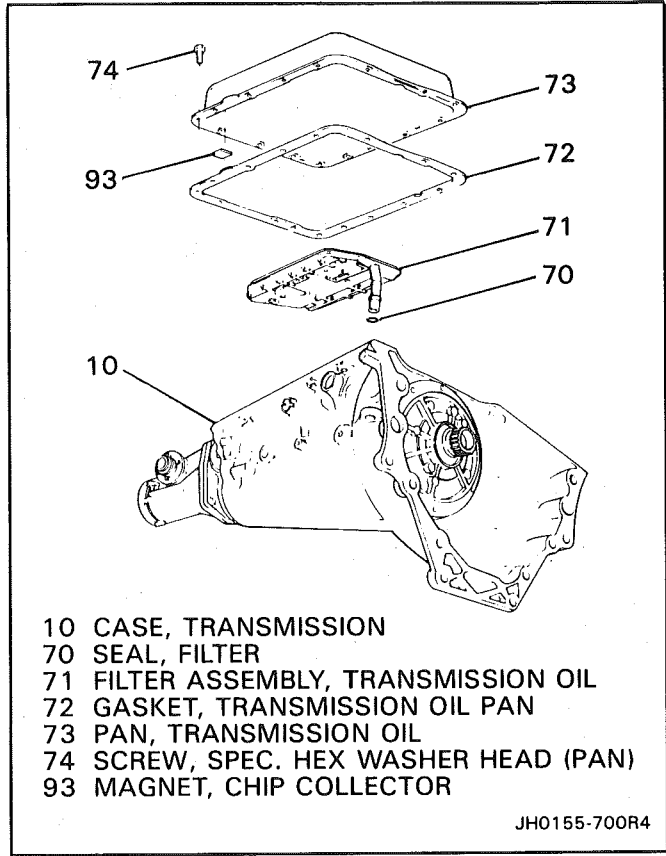 74
73
93
72
71
70
10
10 CASE, TRANSMISSION
70 SEAL, FILTER
71 FILTER ASSEMBLY, TRANSMISSION OIL
72 GASKET, TRANSMISSION OIL PAN
73 PAN, TRANSMISSION OIL
74 SCREW, SPEC. HEX WASHER HEAD (PAN)
93 MAGNET, CHIP COLLECTOR
JH0155-700R4